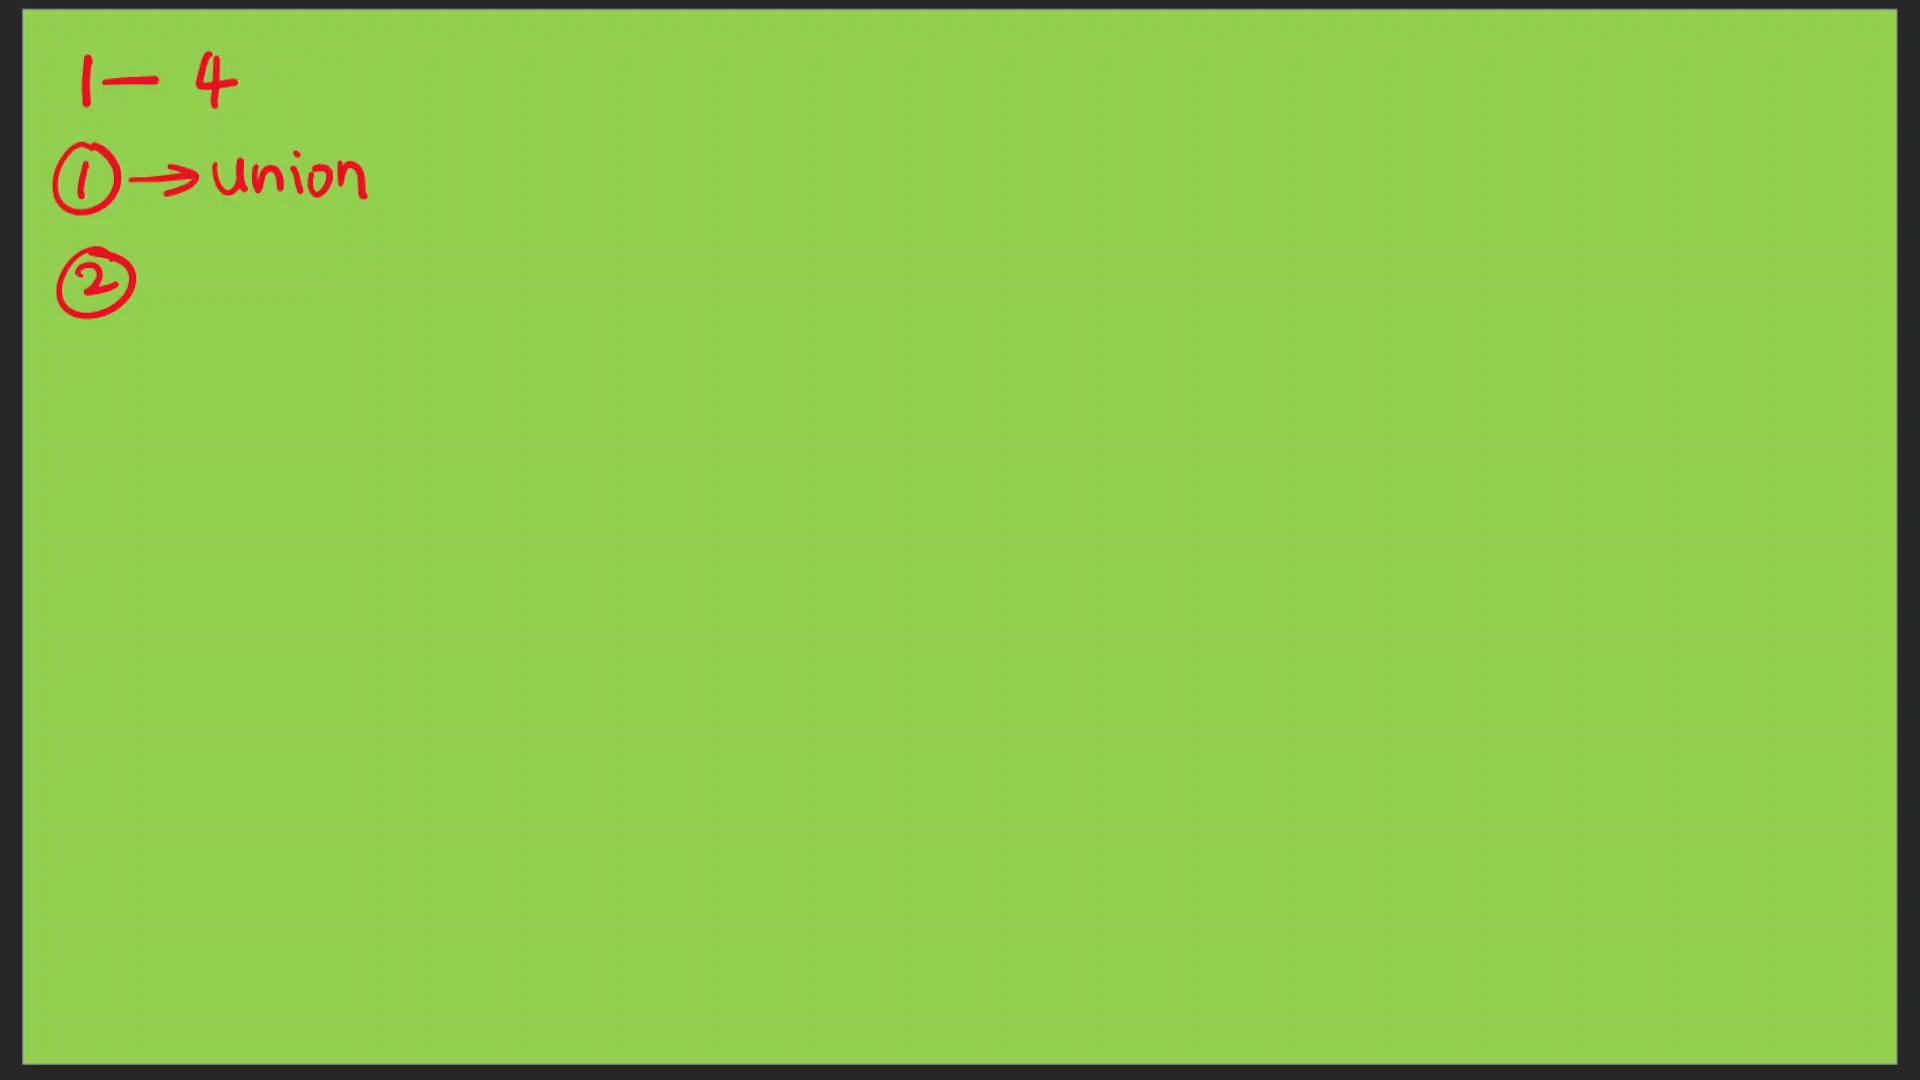 1 — 4
① → union
②